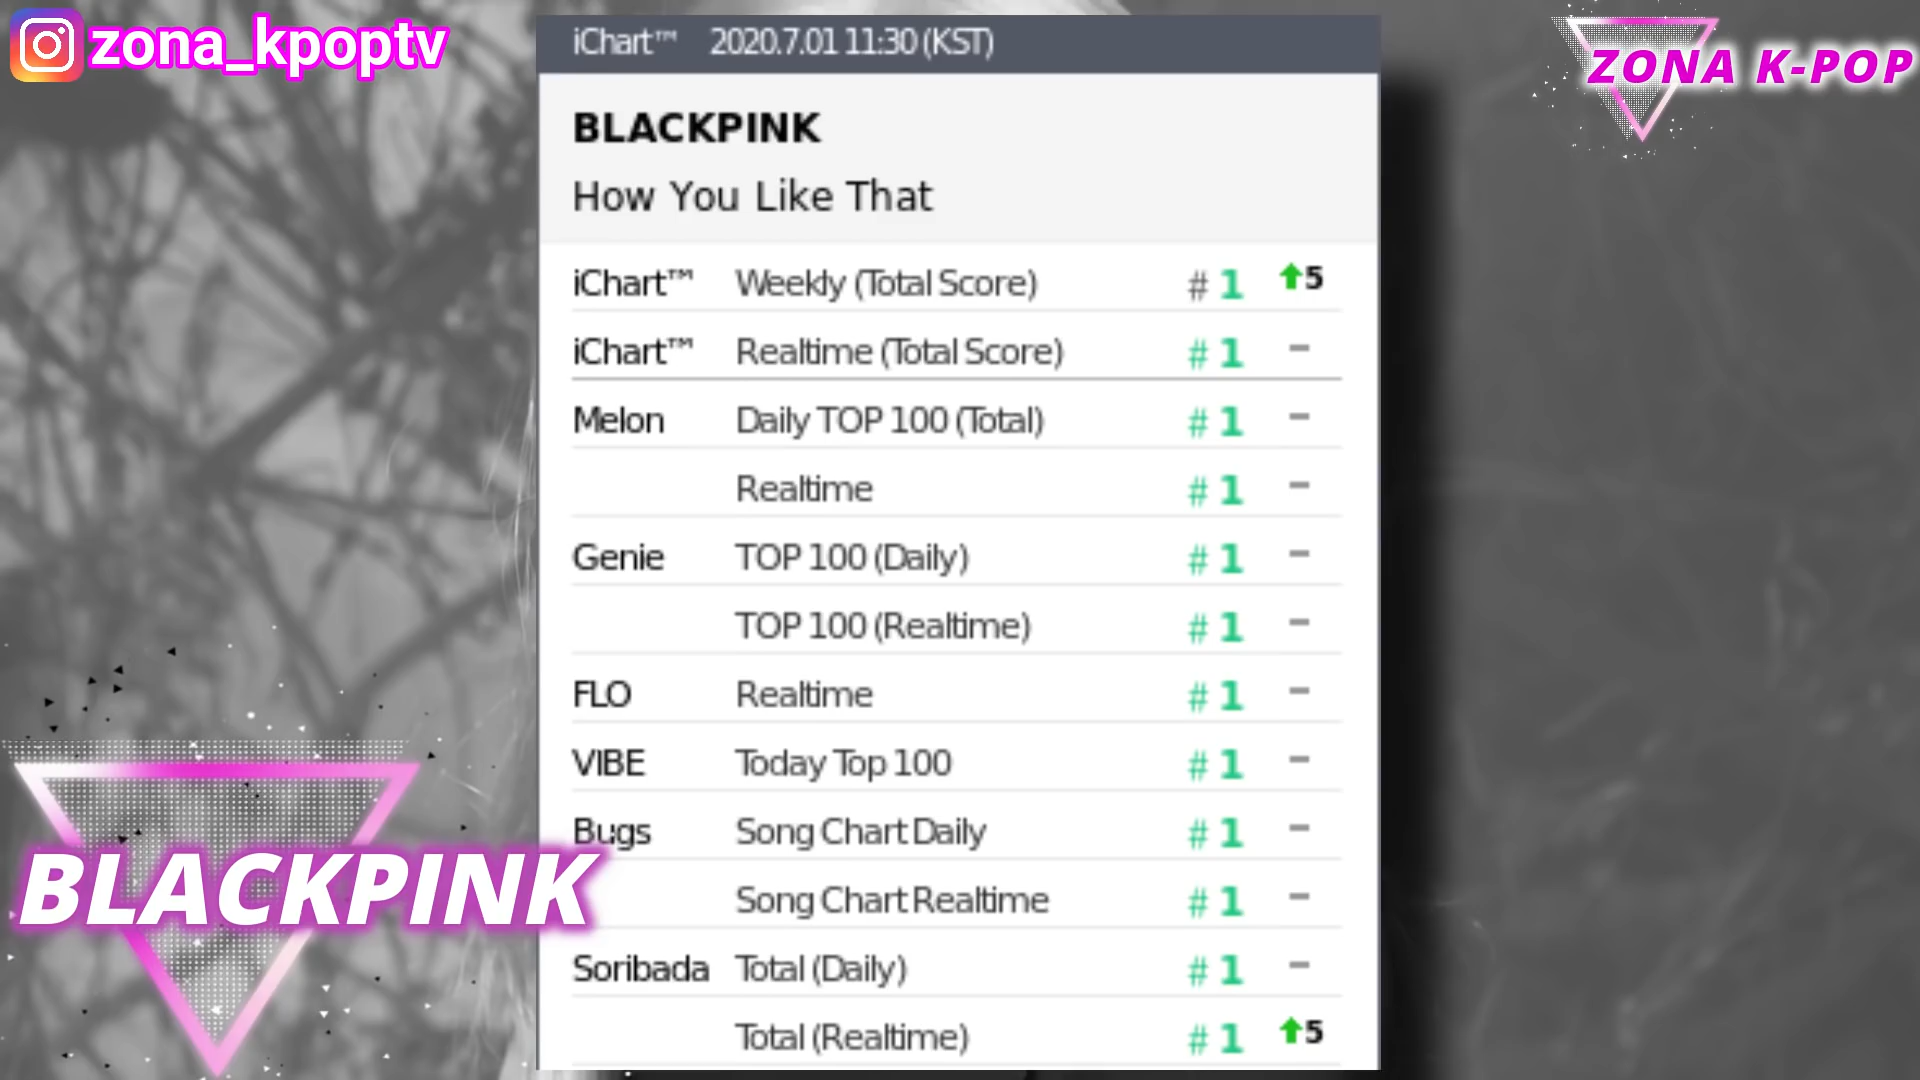 zona_kpoptv
ZONA K-POP
iChart™ 2020.7.01 11:30 (KST)
BLACKPINK
How You Like That
iChart™ Weekly (Total Score) # 1 5
iChart™ Realtime (Total Score) # 1 –
Melon Daily TOP 100 (Total) # 1 –
Realtime # 1 –
Genie TOP 100 (Daily) # 1 –
TOP 100 (Realtime) # 1 –
FLO Realtime # 1 –
VIBE Today Top 100 # 1 –
Bugs Song Chart Daily # 1 –
Song Chart Realtime # 1 –
Soribada Total (Daily) # 1 –
Total (Realtime) # 1 5
BLACKPINK